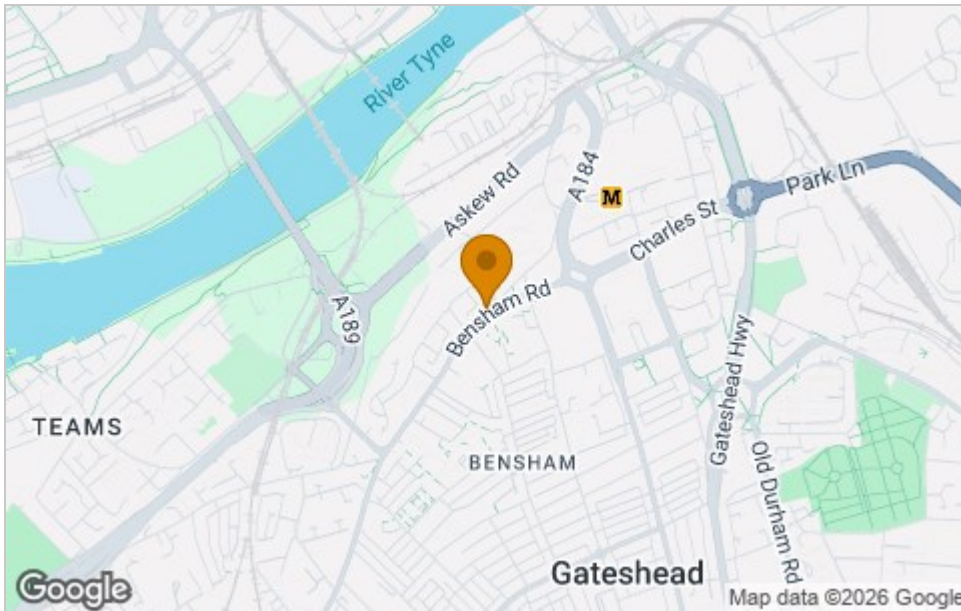 River Tyne
Askew Rd
A184
M
Park Ln
Charles St
Bensham Rd
A189
Gateshead Hwy
TEAMS
BENSHAM
Old Durham Rd
Gateshead
Google
Map data ©2026 Google